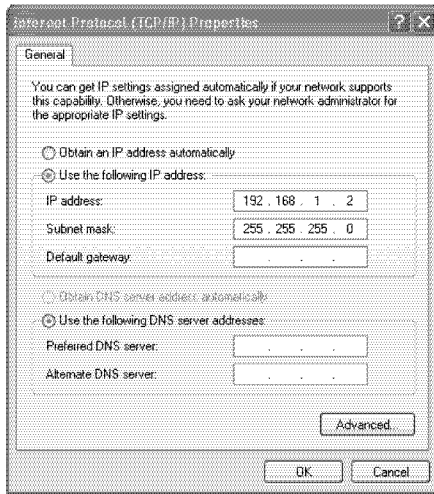 Internet Protocol (TCP/IP) Properties
General
You can get IP settings assigned automatically if your network supports
this capability. Otherwise, you need to ask your network administrator for
the appropriate IP settings.
Obtain an IP address automatically
Use the following IP address:
IP address: 192 . 168 . 1 . 2
Subnet mask: 255 . 255 . 255 . 0
Default gateway: . . .
Obtain DNS server address automatically
Use the following DNS server addresses:
Preferred DNS server: . . .
Alternate DNS server: . . .
Advanced...
OK Cancel